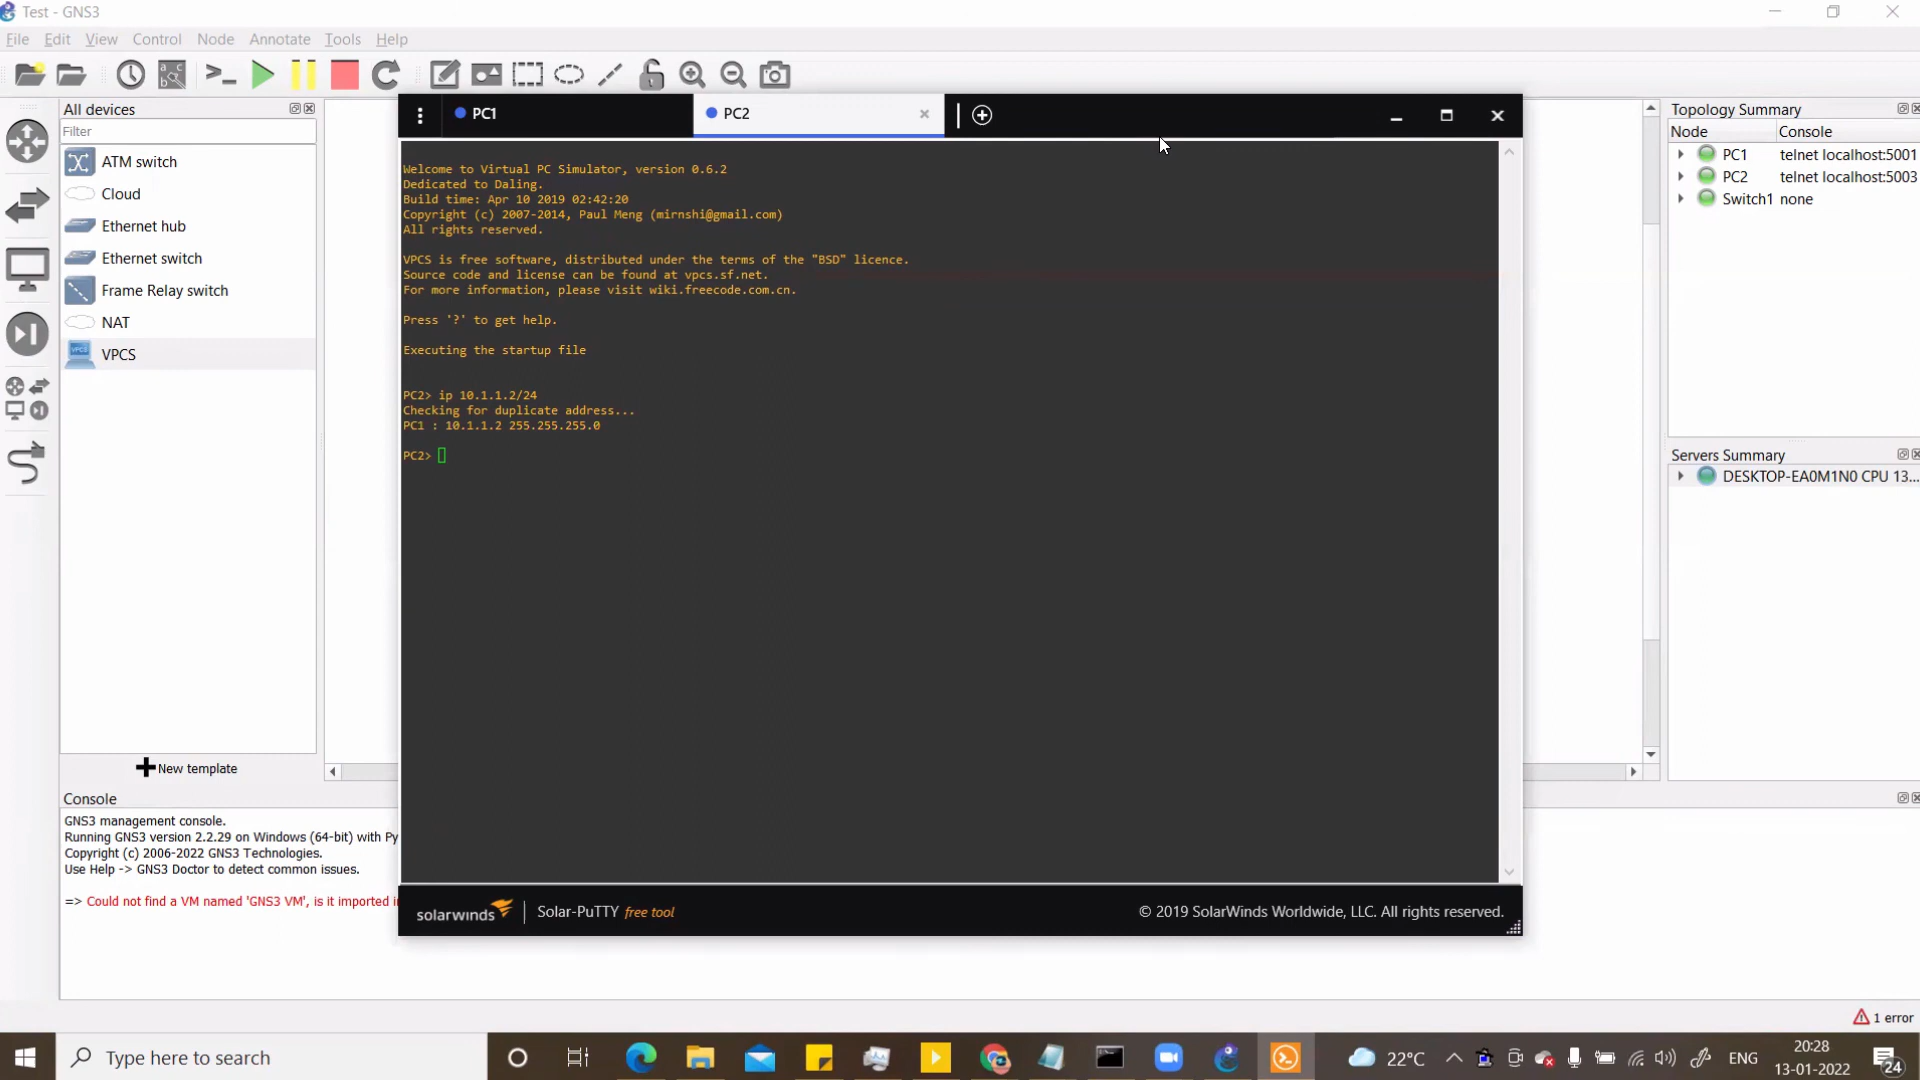 Test - GNS3
File Edit View Control Node Annotate Tools Help
All devices
Filter
ATM switch
Cloud
Ethernet hub
Ethernet switch
Frame Relay switch
NAT
VPCS
VPCS
New template
PC1
PC2
Welcome to Virtual PC Simulator, version 0.6.2
Dedicated to Daling.
Build time: Apr 10 2019 02:42:20
Copyright (c) 2007-2014, Paul Meng (mirnshi@gmail.com)
All rights reserved.
VPCS is free software, distributed under the terms of the "BSD" licence.
Source code and license can be found at vpcs.sf.net.
For more information, please visit wiki.freecode.com.cn.
Press '?' to get help.
Executing the startup file
PC2> ip 10.1.1.2/24
Checking for duplicate address...
PC1 : 10.1.1.2 255.255.255.0
PC2>
solarwinds
Solar-PuTTY free tool
© 2019 SolarWinds Worldwide, LLC. All rights reserved.
Topology Summary
Node Console
PC1 telnet localhost:5001
PC2 telnet localhost:5003
Switch1 none
Servers Summary
DESKTOP-EA0M1N0 CPU 13...
Console
GNS3 management console.
Running GNS3 version 2.2.29 on Windows (64-bit) with Py
Copyright (c) 2006-2022 GNS3 Technologies.
Use Help -> GNS3 Doctor to detect common issues.
=> Could not find a VM named 'GNS3 VM', is it imported i
1 error
Type here to search
22°C
ENG
20:28
13-01-2022
24